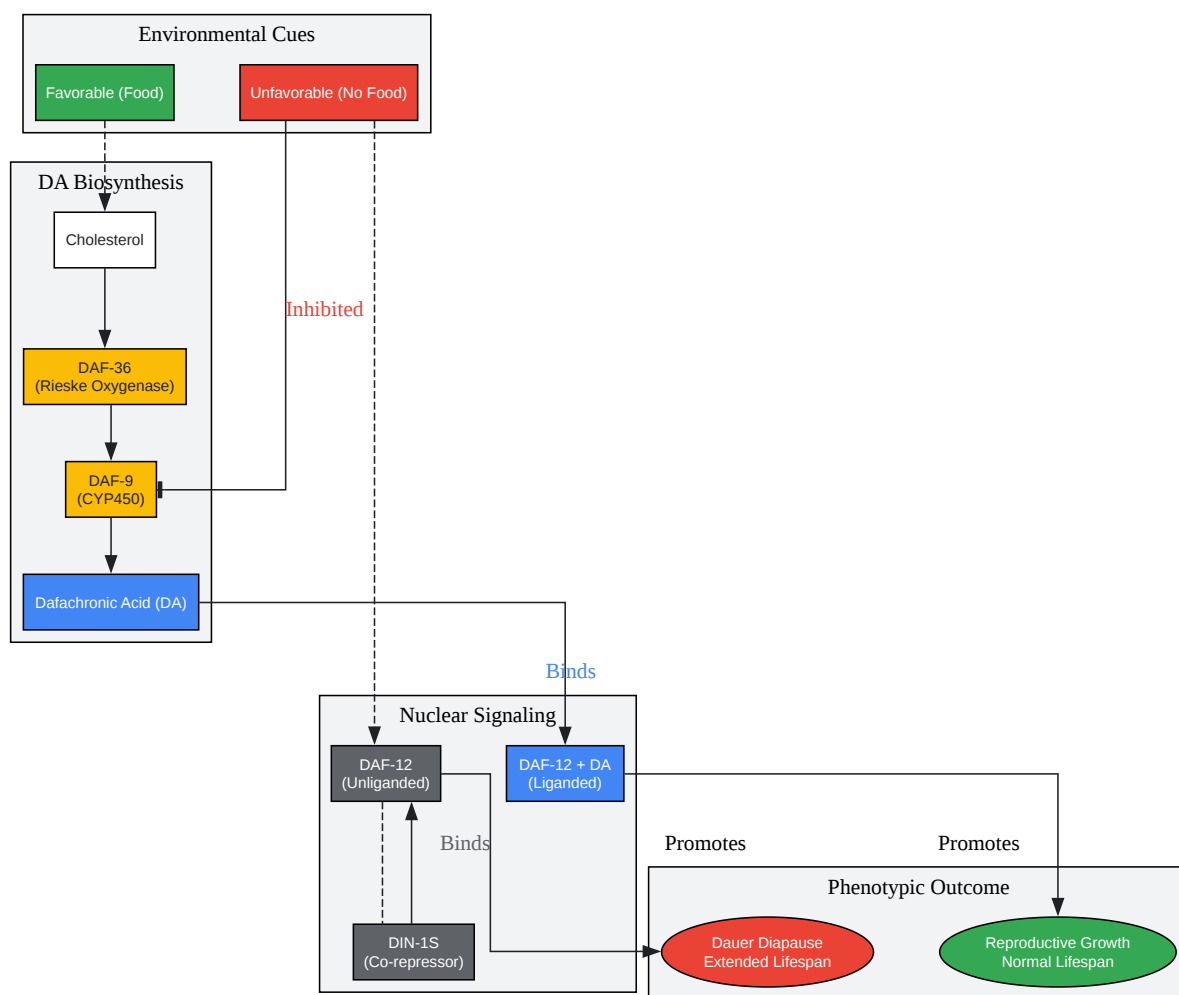 Environmental Cues
Favorable (Food)
Unfavorable (No Food)
DA Biosynthesis
Cholesterol
Inhibited
DAF-36
(Rieske Oxygenase)
DAF-9
(CYP450)
Dafachronic Acid (DA)
Binds
Nuclear Signaling
DAF-12
(Unliganded)
DAF-12 + DA
(Liganded)
Binds
Promotes
Promotes
Phenotypic Outcome
DIN-1S
(Co-repressor)
Dauer Diapause
Extended Lifespan
Reproductive Growth
Normal Lifespan